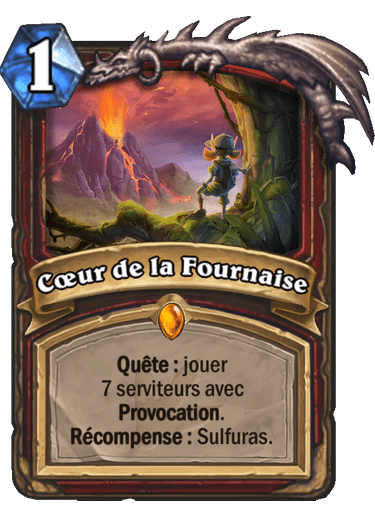 1
Cœur de la Fournaise
Quête : jouer
7 serviteurs avec
Provocation.
Récompense : Sulfuras.